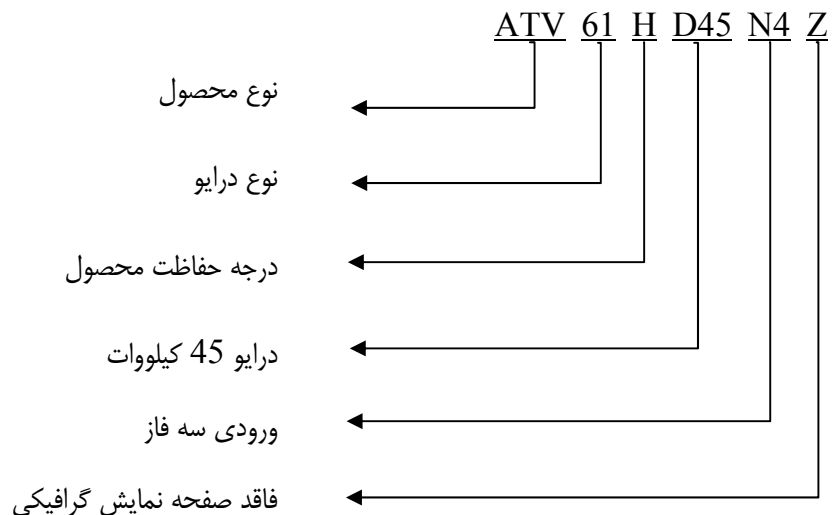 ATV 61 H D45 N4 Z
نوع محصول
نوع درایو
درجه حفاظت محصول
درایو 45 کیلووات
ورودی سه فاز
فاقد صفحه نمایش گرافیکی